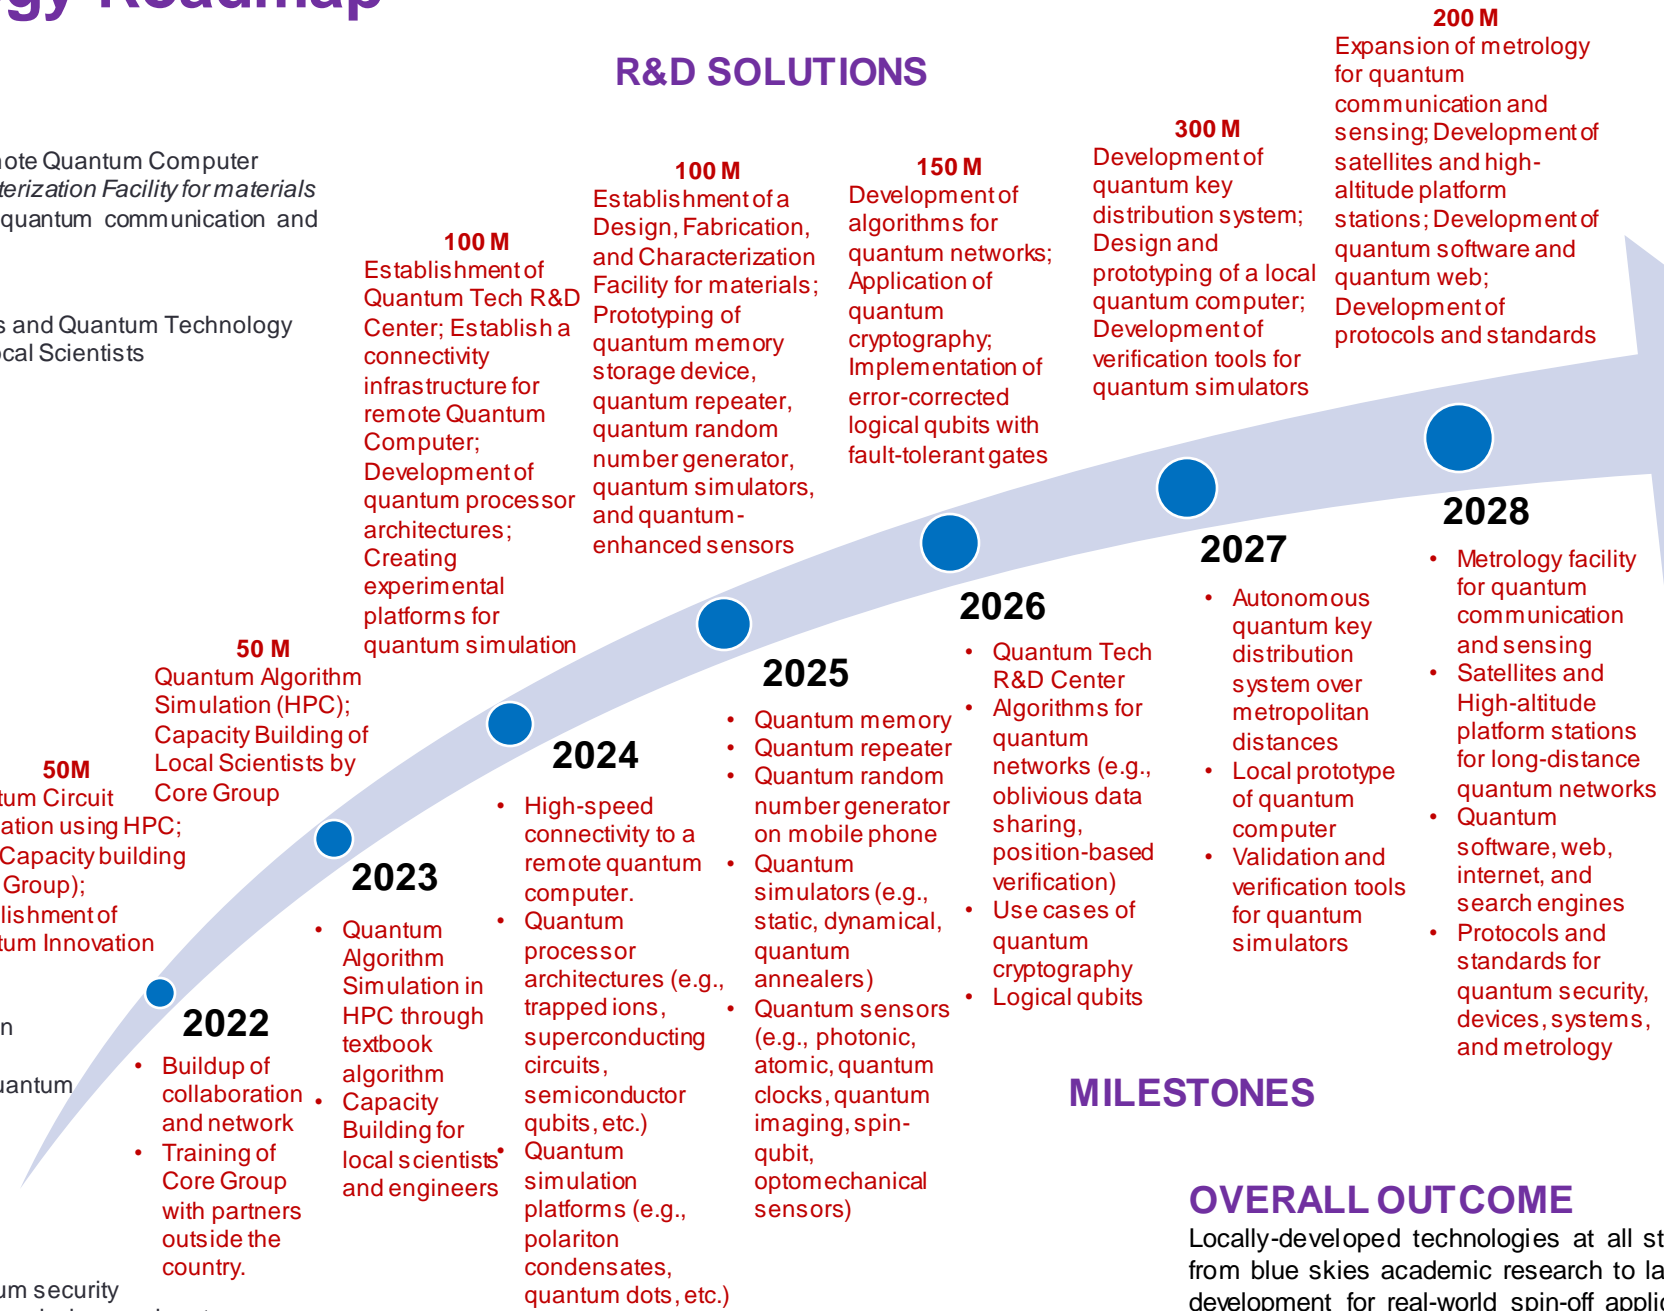 Roadmap
R&D SOLUTIONS
Quantum Computer
Facility for materials
quantum communication and
and Quantum Technology
Scientists
50M
Circuit
using HPC;
Capacity building
Group);
of
Innovation
50 M
Quantum Algorithm
Simulation (HPC);
Capacity Building of
Local Scientists by
Core Group
100 M
Establishment of
Quantum Tech R&D
Center; Establish a
connectivity
infrastructure for
remote Quantum
Computer;
Development of
quantum processor
architectures;
Creating
experimental
platforms for
quantum simulation
100 M
Establishment of a
Design, Fabrication,
and Characterization
Facility for materials;
Prototyping of
quantum memory
storage device,
quantum repeater,
quantum random
number generator,
quantum simulators,
and quantum-
enhanced sensors
150 M
Development of
algorithms for
quantum networks;
Application of
quantum
cryptography;
Implementation of
error-corrected
logical qubits with
fault-tolerant gates
300 M
Development of
quantum key
distribution system;
Design and
prototyping of a local
quantum computer;
Development of
verification tools for
quantum simulators
200 M
Expansion of metrology
for quantum
communication and
sensing; Development of
satellites and high-
altitude platform
stations; Development of
quantum software and
quantum web;
Development of
protocols and standards
2022
• Buildup of
collaboration
and network
• Training of
Core Group
with partners
outside the
country.
2023
• Quantum
Algorithm
Simulation in
HPC through
textbook
algorithm
• Capacity
Building for
local scientists
and engineers
2024
• High-speed
connectivity to a
remote quantum
computer.
• Quantum
processor
architectures (e.g.,
trapped ions,
superconducting
circuits,
semiconductor
qubits, etc.)
• Quantum
simulation
platforms (e.g.,
polariton
condensates,
quantum dots, etc.)
2025
• Quantum memory
• Quantum repeater
• Quantum random
number generator
on mobile phone
• Quantum
simulators (e.g.,
static, dynamical,
quantum
annealers)
• Quantum sensors
(e.g., photonic,
atomic, quantum
clocks, quantum
imaging, spin-
qubit,
optomechanical
sensors)
2026
• Quantum Tech
R&D Center
• Algorithms for
quantum
networks (e.g.,
oblivious data
sharing,
position-based
verification)
• Use cases of
quantum
cryptography
• Logical qubits
2027
• Autonomous
quantum key
distribution
system over
metropolitan
distances
• Local prototype
of quantum
computer
• Validation and
verification tools
for quantum
simulators
2028
• Metrology facility
for quantum
communication
and sensing
• Satellites and
High-altitude
platform stations
for long-distance
quantum networks
• Quantum
software, web,
internet, and
search engines
• Protocols and
standards for
quantum security,
devices, systems,
and metrology
security
MILESTONES
OVERALL OUTCOME
Locally-developed technologies at all
from blue skies academic research to
development for real-world spin-off